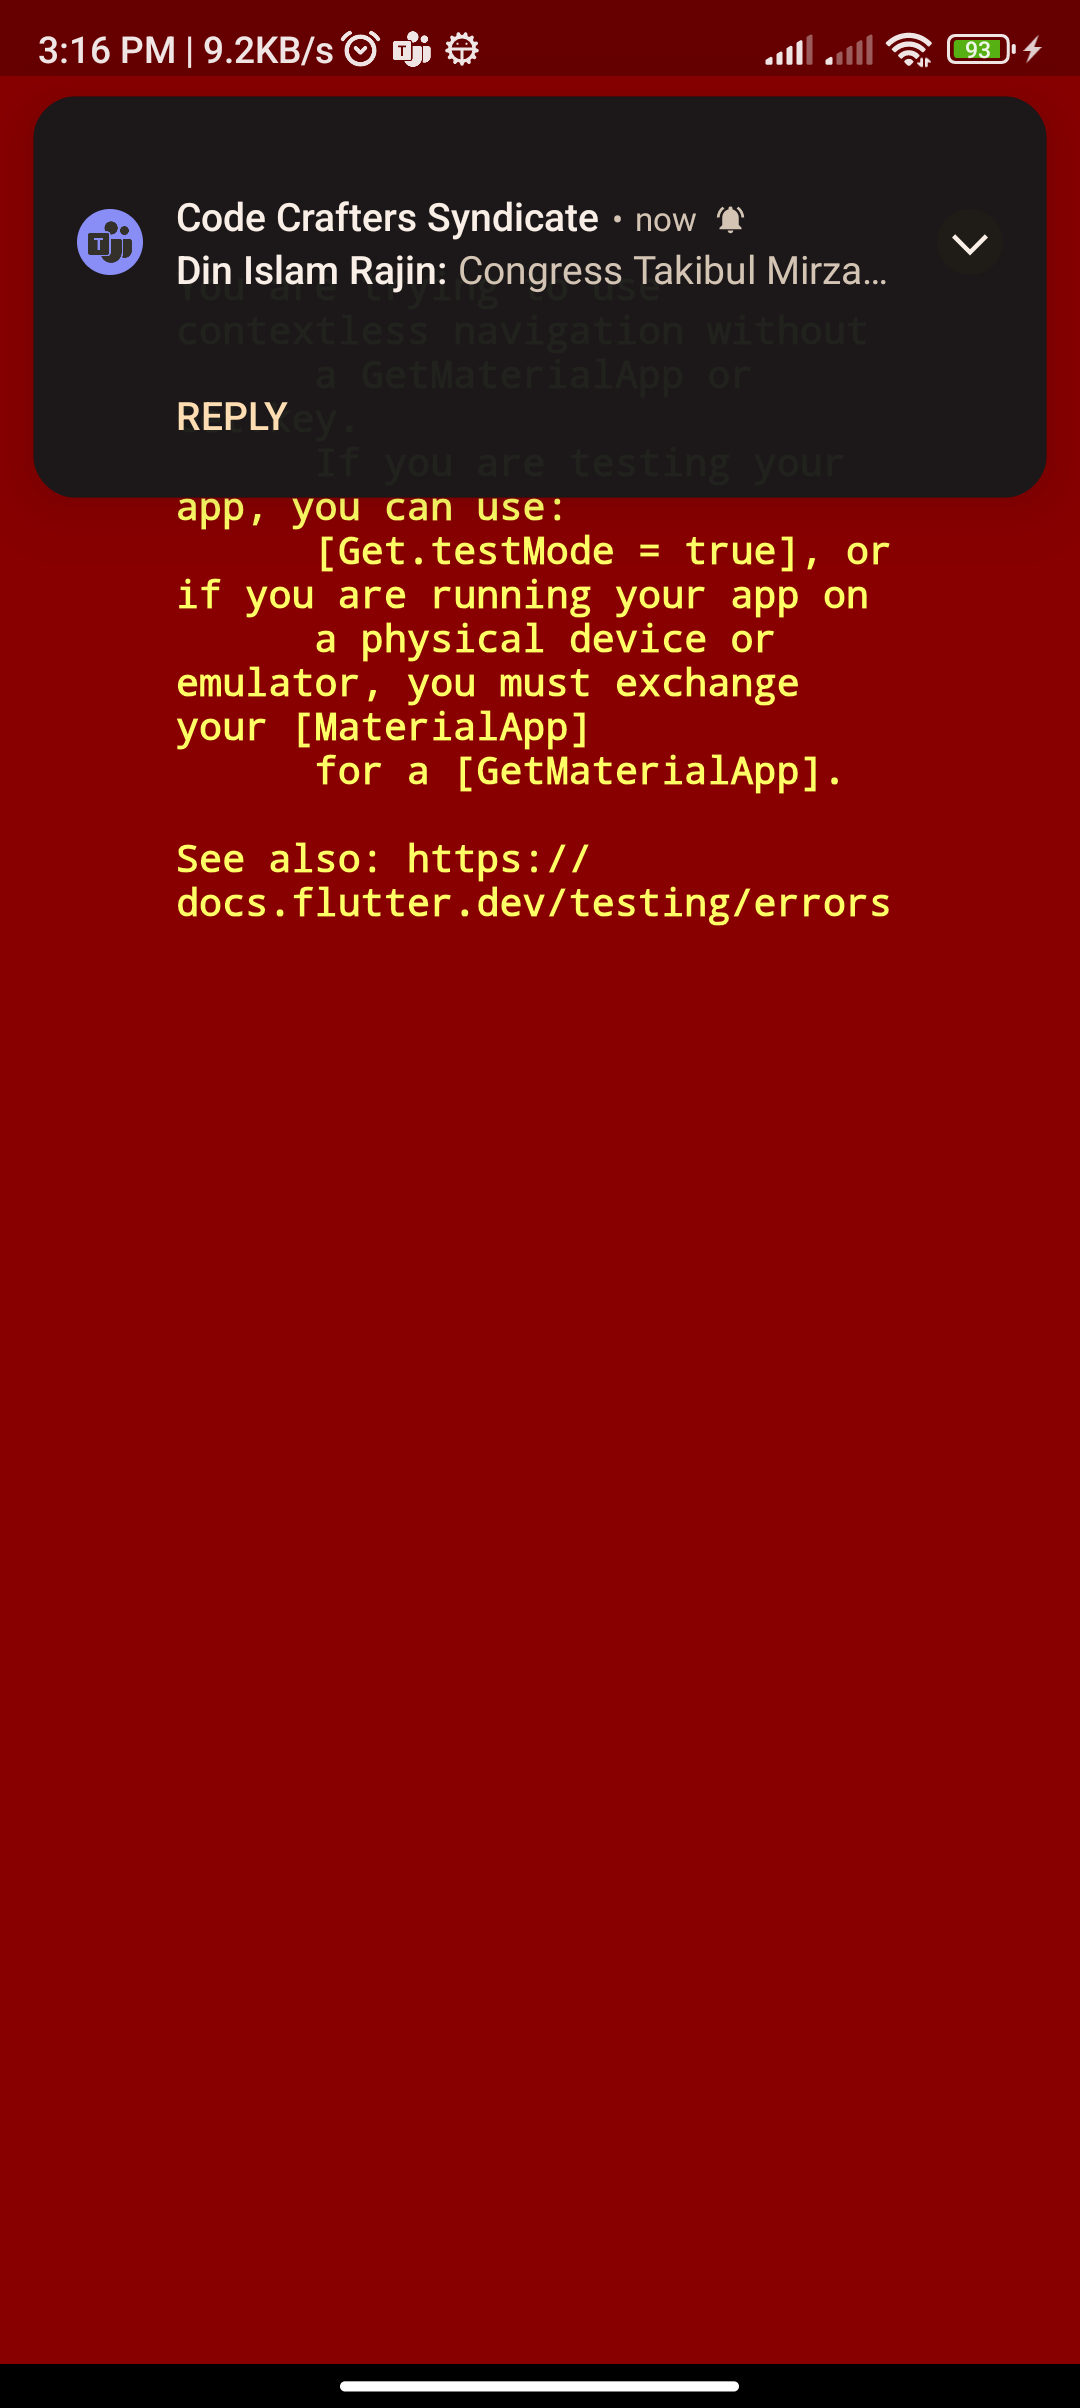 3:16 PM | 9.2KB/s
93
Code Crafters Syndicate • now
Din Islam Rajin: Congress Takibul Mirza...
You are trying to use
contextless navigation without
a GetMaterialApp or
REPLY
key.
If you are testing your
app, you can use:
[Get.testMode = true], or
if you are running your app on
a physical device or
emulator, you must exchange
your [MaterialApp]
for a [GetMaterialApp].
See also: https://
docs.flutter.dev/testing/errors